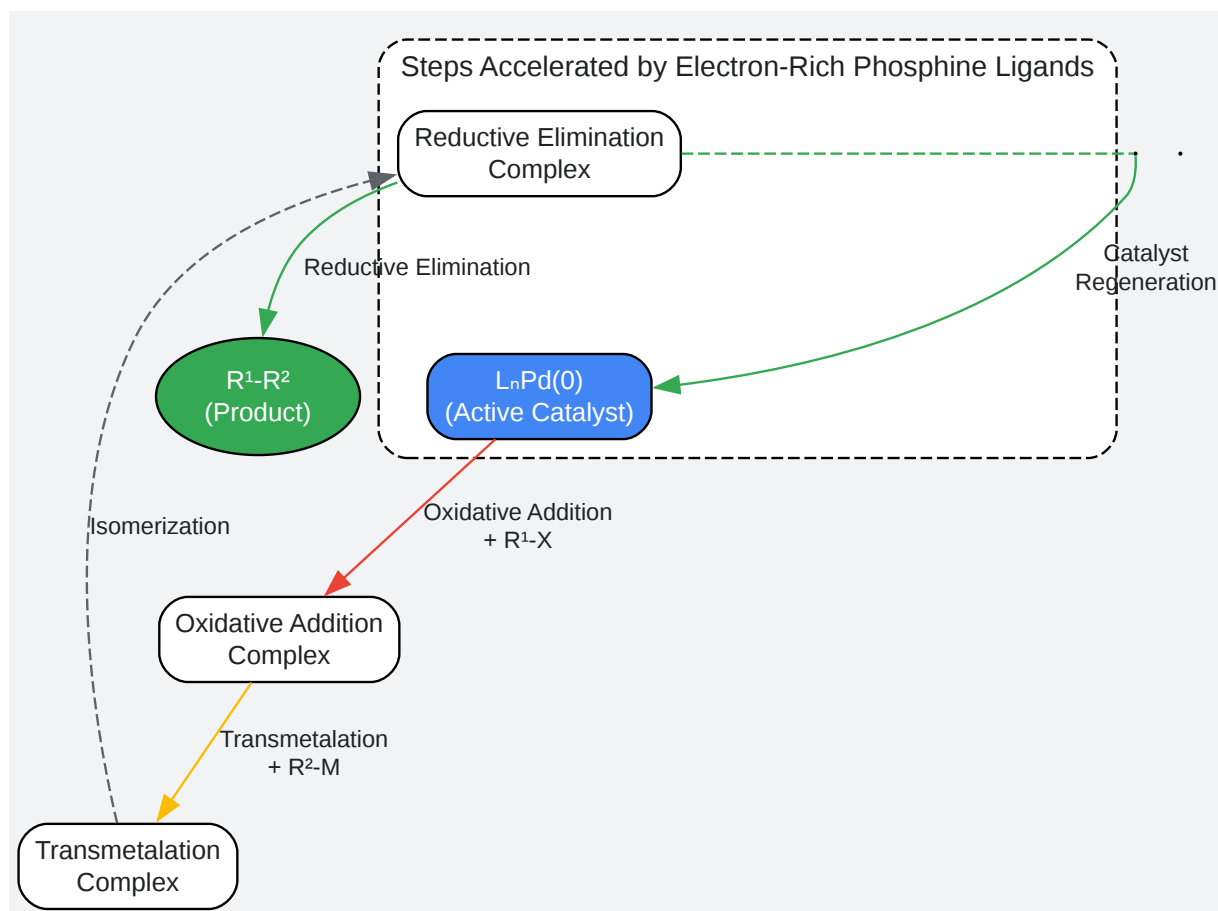 Steps Accelerated by Electron-Rich Phosphine Ligands
Reductive Elimination
Complex
Catalyst
Regeneration
Reductive Elimination
R¹-R²
(Product)
LₙPd(0)
(Active Catalyst)
Isomerization
Oxidative Addition
+ R¹-X
Oxidative Addition
Complex
Transmetalation
+ R²-M
Transmetalation
Complex